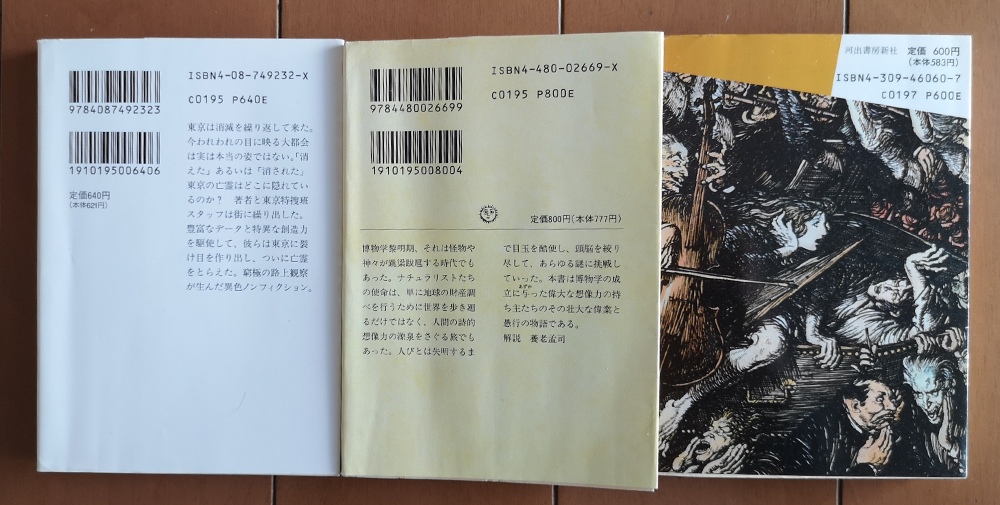 ISBN4-08-749232-X
C0195 P640E
9784087492323
1910195006406
定価640円
(本体621円)
東京は消滅を繰り返して来た。
今われわれの目に映る大都会
は実は本当の姿ではない。「消
えた」あるいは「消された」
東京の亡霊はどこに隠れてい
るのか? 著者と東京特捜班
スタッフは街に繰り出した。
豊富なデータと特異な創造力
を駆使して、彼らは東京に裂
け目を作り出し、ついに亡霊
をとらえた。窮極の路上観察
が生んだ異色ノンフィクション。
ISBN4-480-02669-X
C0195 P800E
9784480026699
1910195008004
定価800円(本体777円)
博物学黎明期、それは怪物や
神々が跳梁跋扈する時代でも
あった。ナチュラリストたち
の使命は、単に地球の財産調
べを行うために世界を歩き廻
るだけではなく、人間の詩的
想像力の源泉をさぐる旅でも
あった。人びとは失明するま
で目玉を酷使し、頭脳を絞り
尽して、あらゆる謎に挑戦し
ていった。本書は博物学の成
立に与った偉大な想像力の持
ち主たちのその壮大な偉業と
愚行の物語である。
解説 養老孟司
河出書房新社 定価 600円
(本体583円)
ISBN4-309-46060-7
C0197 P600E